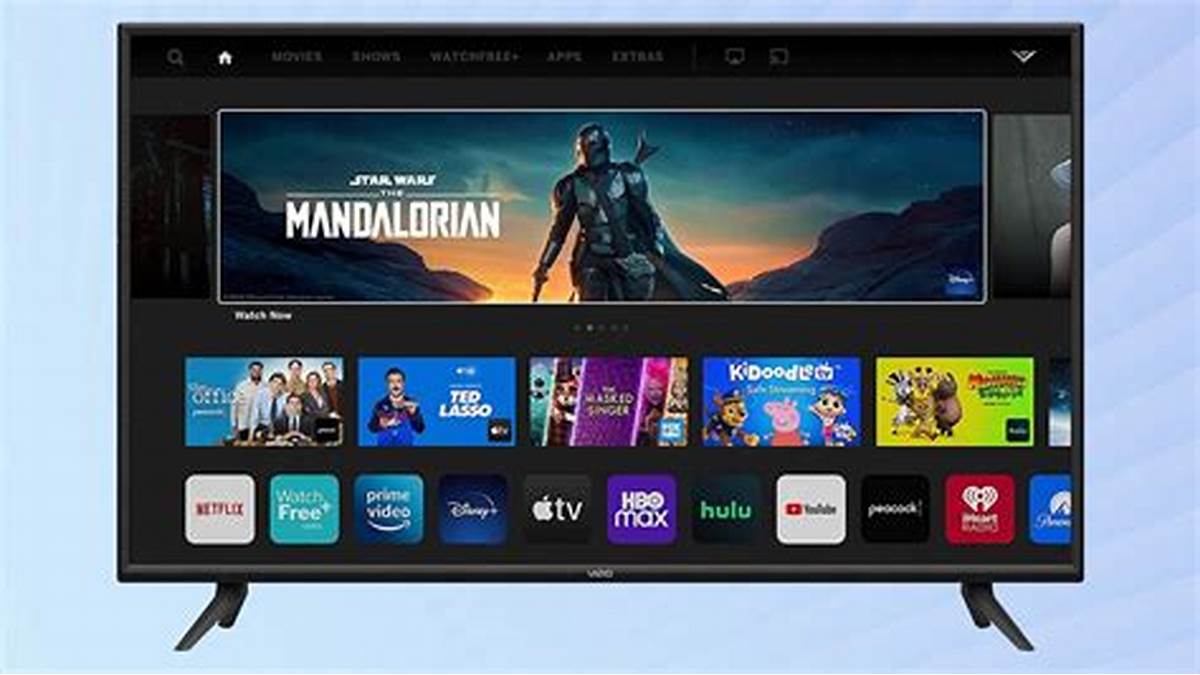 MOVIES SHOWS WATCHFREE+ APPS EXTRAS
STAR WARS
THE
MANDALORIAN
Disney+
Watch Now
the office
peacock
TED LASSO
THE MASKED SINGER
KiDoodle TV
Safe Streaming
NETFLIX
Watch Free+
prime video
Disney+
tv
HBO max
hulu
YouTube
peacock
iHeart RADIO
VIZIO